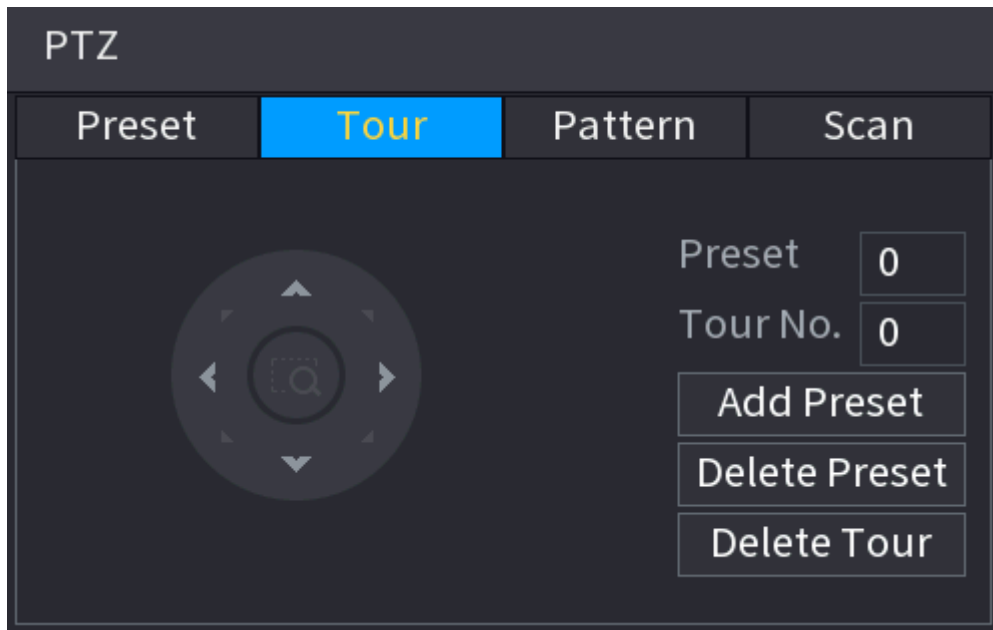 PTZ
Preset Tour Pattern Scan
Preset 0
Tour No. 0
Add Preset
Delete Preset
Delete Tour